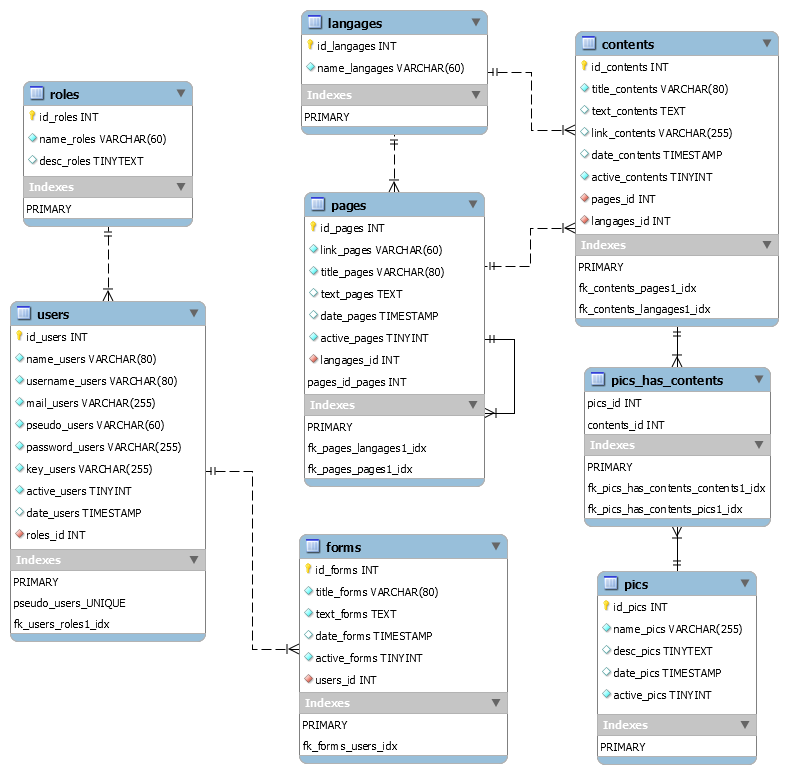 roles
id_roles INT
name_roles VARCHAR(60)
desc_roles TINYTEXT
Indexes
PRIMARY
users
id_users INT
name_users VARCHAR(80)
username_users VARCHAR(80)
mail_users VARCHAR(255)
pseudo_users VARCHAR(60)
password_users VARCHAR(255)
key_users VARCHAR(255)
active_users TINYINT
date_users TIMESTAMP
roles_id INT
Indexes
PRIMARY
pseudo_users_UNIQUE
fk_users_roles1_idx
langages
id_langages INT
name_langages VARCHAR(60)
Indexes
PRIMARY
pages
id_pages INT
link_pages VARCHAR(60)
title_pages VARCHAR(80)
text_pages TEXT
date_pages TIMESTAMP
active_pages TINYINT
langages_id INT
pages_id_pages INT
Indexes
PRIMARY
fk_pages_langages1_idx
fk_pages_pages1_idx
forms
id_forms INT
title_forms VARCHAR(80)
text_forms TEXT
date_forms TIMESTAMP
active_forms TINYINT
users_id INT
Indexes
PRIMARY
fk_forms_users_idx
contents
id_contents INT
title_contents VARCHAR(80)
text_contents TEXT
link_contents VARCHAR(255)
date_contents TIMESTAMP
active_contents TINYINT
pages_id INT
langages_id INT
Indexes
PRIMARY
fk_contents_pages1_idx
fk_contents_langages1_idx
pics_has_contents
pics_id INT
contents_id INT
Indexes
PRIMARY
fk_pics_has_contents_contents1_idx
fk_pics_has_contents_pics1_idx
pics
id_pics INT
name_pics VARCHAR(255)
desc_pics TINYTEXT
date_pics TIMESTAMP
active_pics TINYINT
Indexes
PRIMARY